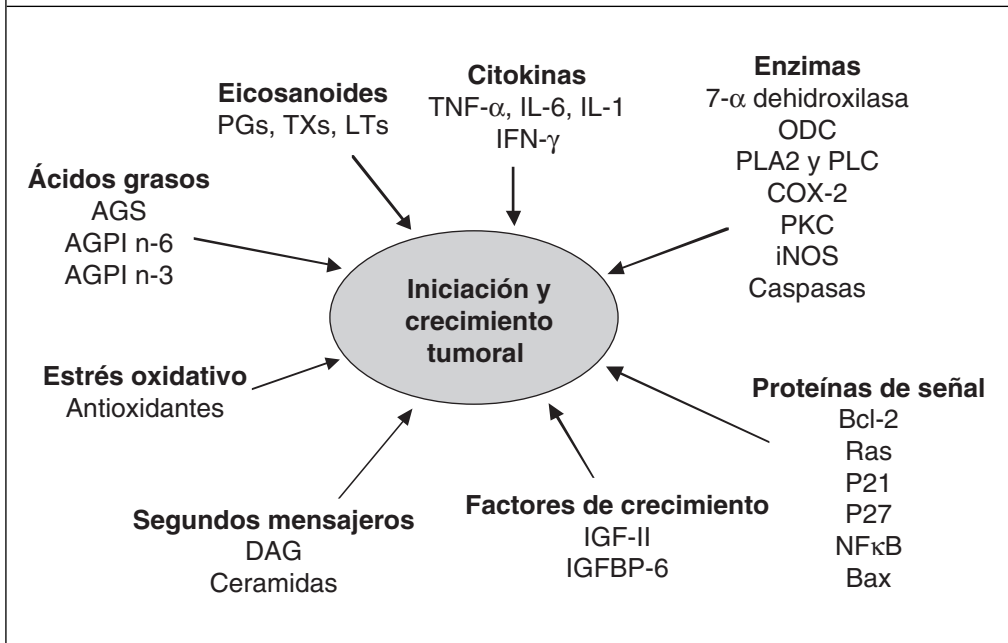 Eicosanoides
PGs, TXs, LTs
Citokinas
TNF-α, IL-6, IL-1
IFN-γ
Enzimas
7-α dehidroxilasa
ODC
PLA2 y PLC
COX-2
PKC
iNOS
Caspasas
Ácidos grasos
AGS
AGPI n-6
AGPI n-3
Iniciación y
crecimiento
tumoral
Estrés oxidativo
Antioxidantes
Segundos mensajeros
DAG
Ceramidas
Factores de crecimiento
IGF-II
IGFBP-6
Proteínas de señal
Bcl-2
Ras
P21
P27
NFκB
Bax